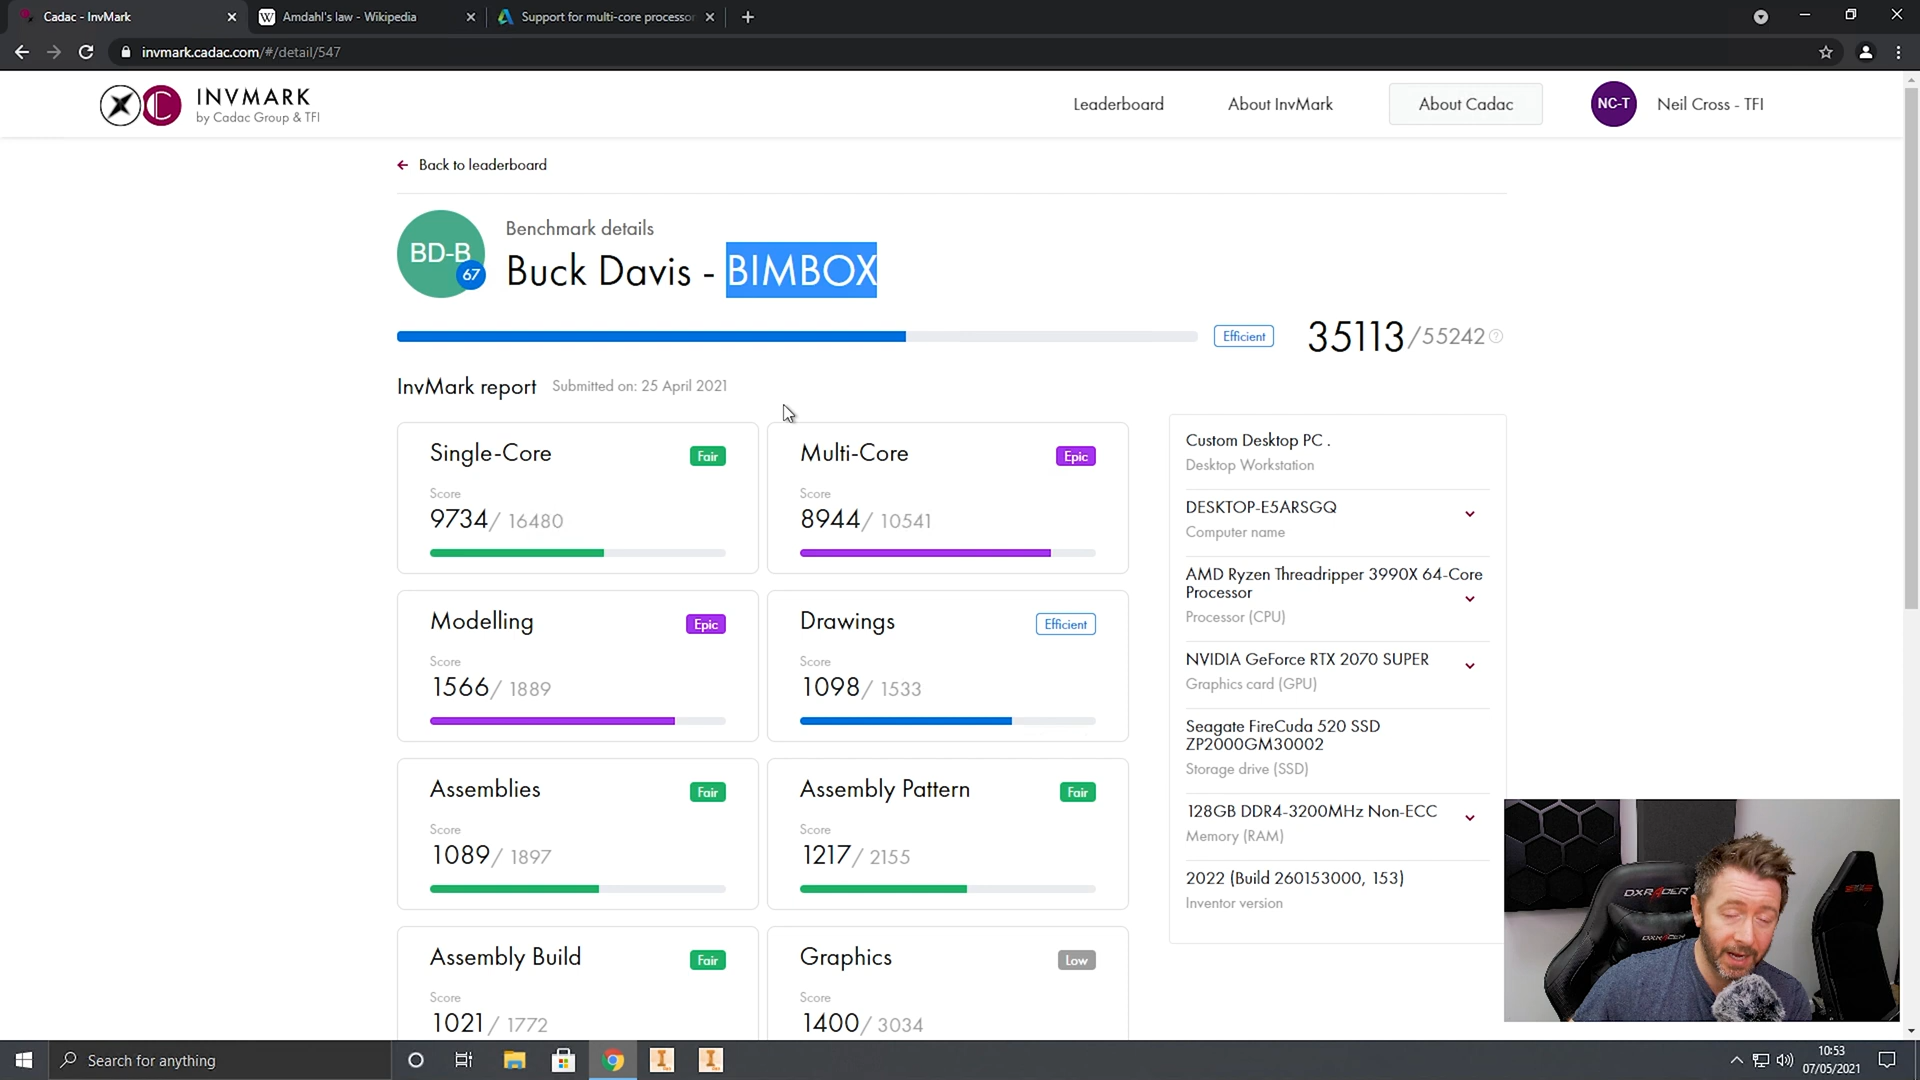 Cadac - InvMark
Amdahl's law - Wikipedia
Support for multi-core processor
invmark.cadac.com/#/detail/547
INVMARK
by Cadac Group & TFI
Leaderboard
About InvMark
About Cadac
NC-T
Neil Cross - TFI
Back to leaderboard
BD-B
67
Benchmark details
Buck Davis - BIMBOX
Efficient
35113/55242
InvMark report
Submitted on: 25 April 2021
Single-Core
Fair
Score
9734/ 16480
Multi-Core
Epic
Score
8944/ 10541
Modelling
Epic
Score
1566/ 1889
Drawings
Efficient
Score
1098/ 1533
Assemblies
Fair
Score
1089/ 1897
Assembly Pattern
Fair
Score
1217/ 2155
Assembly Build
Fair
Score
1021/ 1772
Graphics
Low
Score
1400/ 3034
Custom Desktop PC .
Desktop Workstation
DESKTOP-E5ARSGQ
Computer name
AMD Ryzen Threadripper 3990X 64-Core
Processor
Processor (CPU)
NVIDIA GeForce RTX 2070 SUPER
Graphics card (GPU)
Seagate FireCuda 520 SSD
ZP2000GM30002
Storage drive (SSD)
128GB DDR4-3200MHz Non-ECC
Memory (RAM)
2022 (Build 260153000, 153)
Inventor version
DXRACER
DXRACER
Search for anything
10:53
07/05/2021